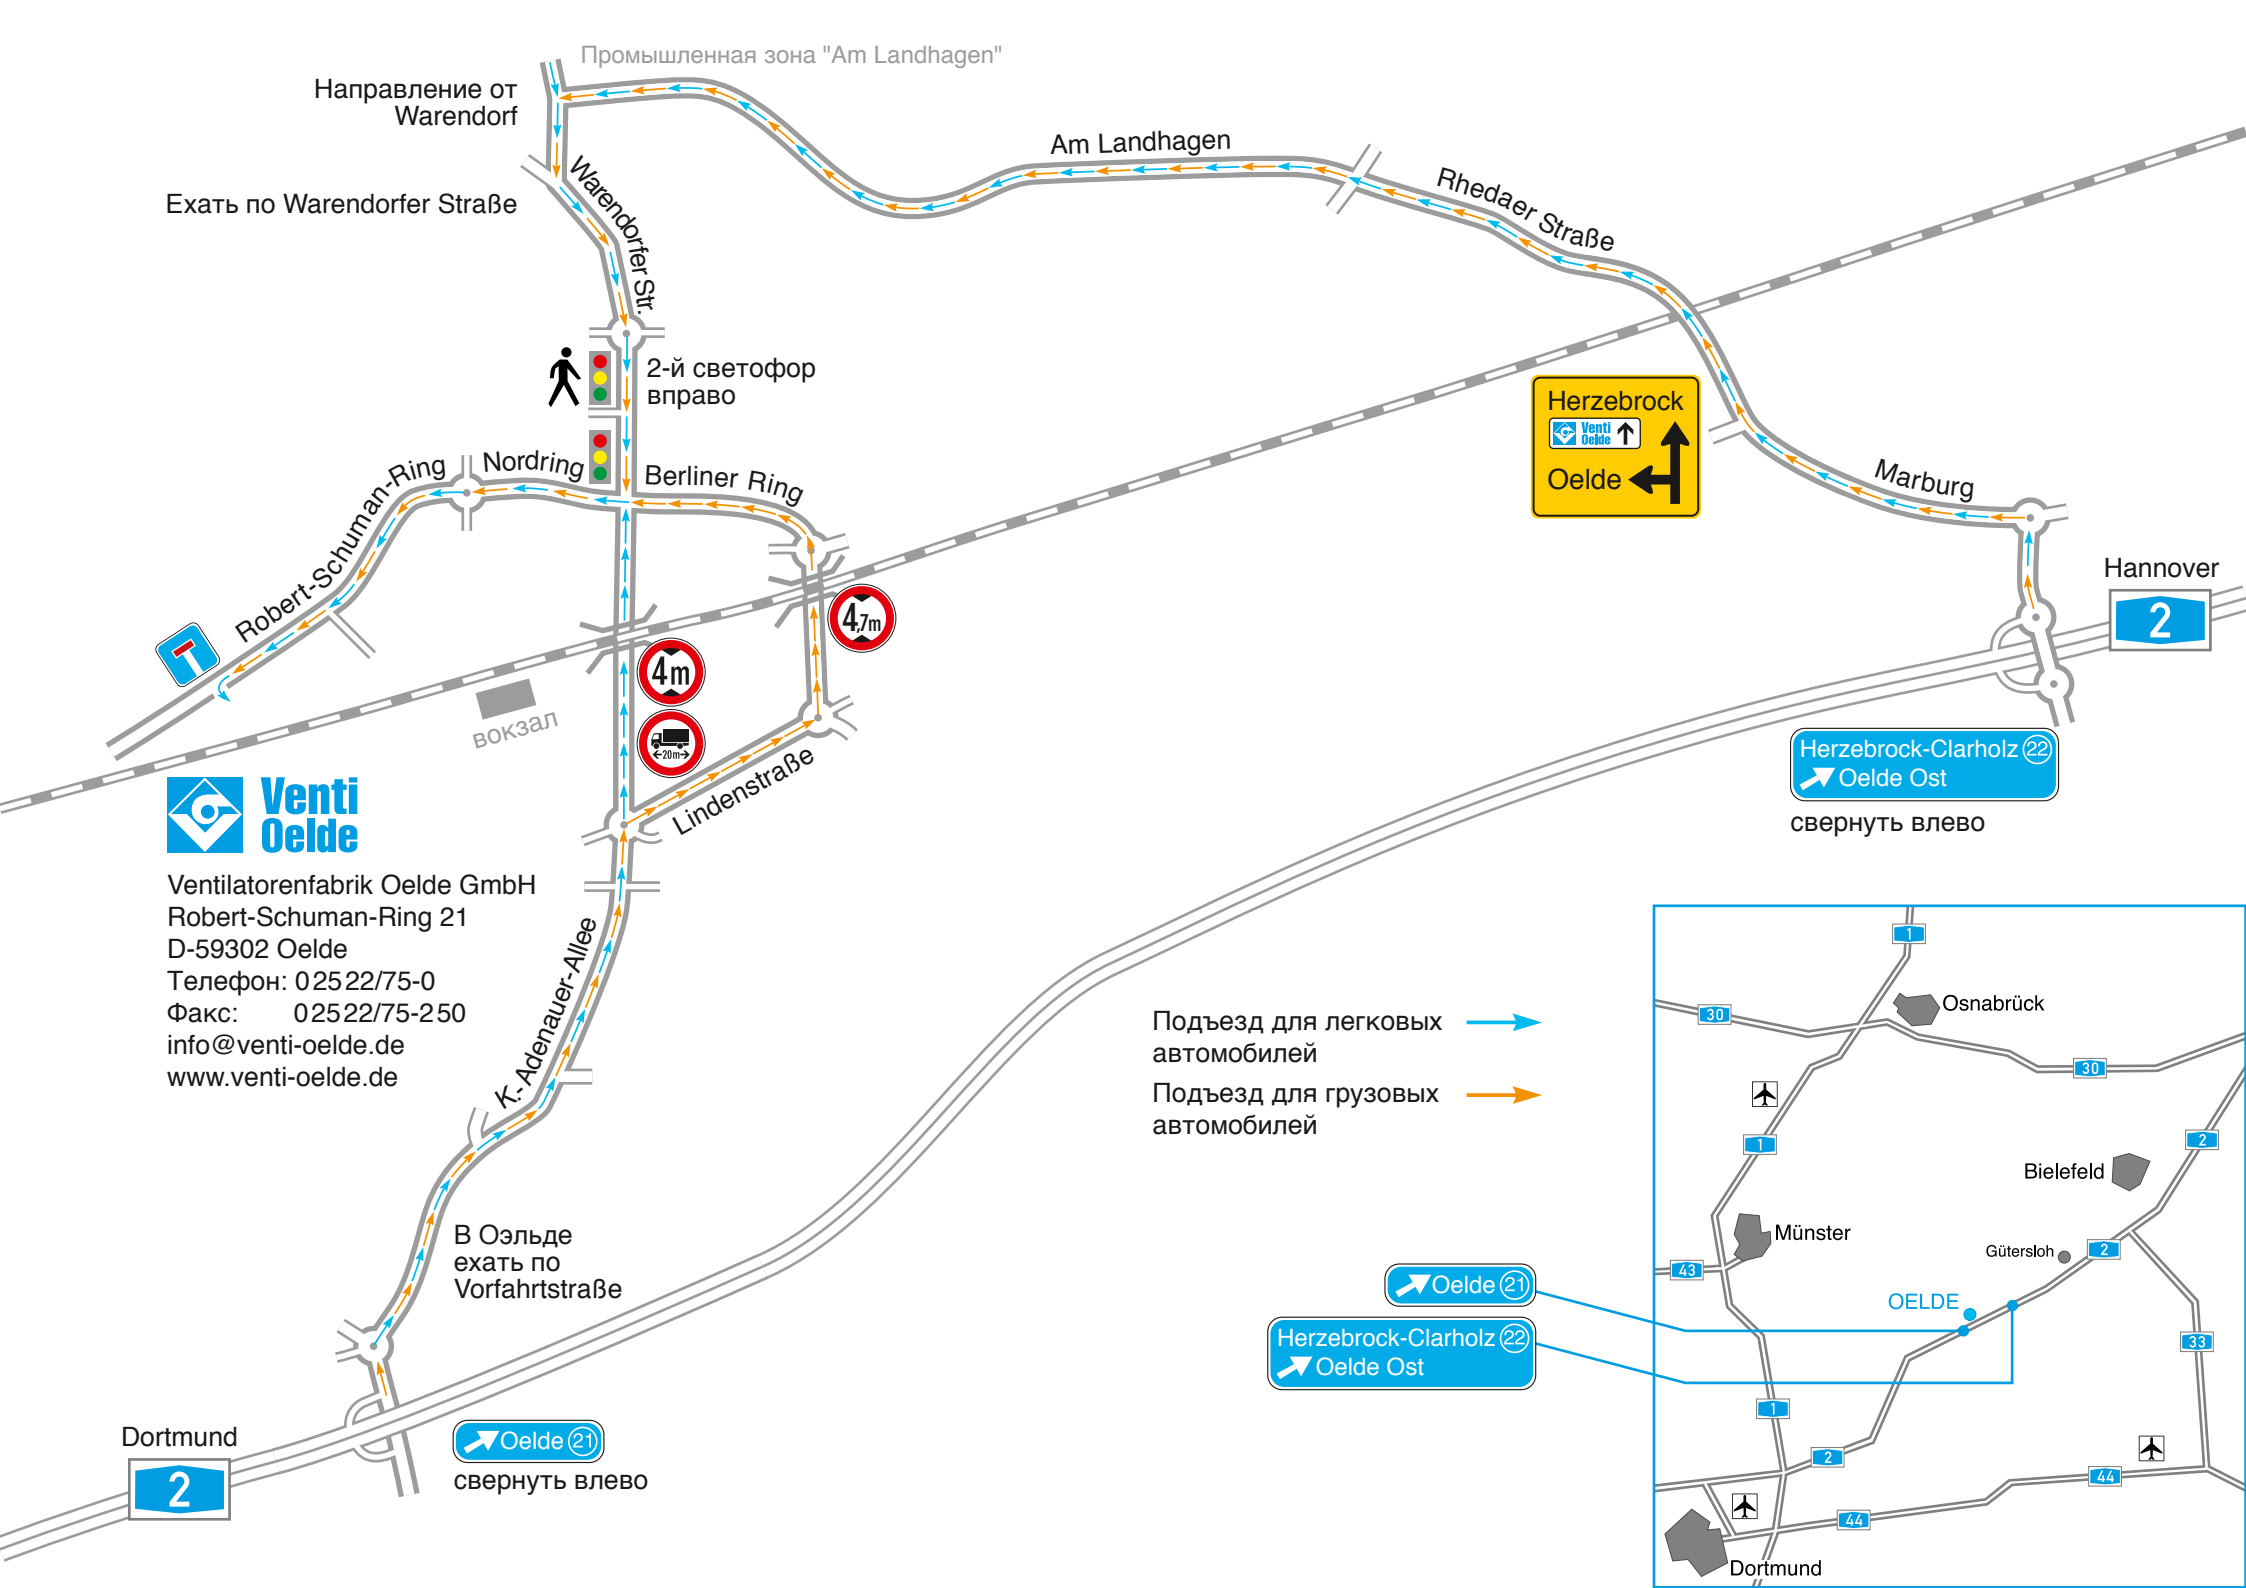 Промышленная зона "Am Landhagen"
Направление от
Warendorf
Ехать по Warendorfer Straße
Warendorfer Str.
Am Landhagen
Rhedaer Straße
2-й светофор
вправо
Herzebrock
Venti
Oelde
Oelde
Marburg
Robert-Schuman-Ring
Nordring
Berliner Ring
Hannover
2
4,7m
4m
20m
вокзал
Lindenstraße
Herzebrock-Clarholz 22
Oelde Ost
свернуть влево
Venti
Oelde
Ventilatorenfabrik Oelde GmbH
Robert-Schuman-Ring 21
D-59302 Oelde
Телефон: 02522/75-0
Факс: 02522/75-250
info@venti-oelde.de
www.venti-oelde.de
K.-Adenauer-Allee
В Оэльде
ехать по
Vorfahrtstraße
Подъезд для легковых
автомобилей
Подъезд для грузовых
автомобилей
Dortmund
2
Oelde 21
свернуть влево
Oelde 21
Herzebrock-Clarholz 22
Oelde Ost
1
Osnabrück
30
30
1
2
Bielefeld
Münster
Gütersloh
2
43
OELDE
33
1
2
44
44
Dortmund